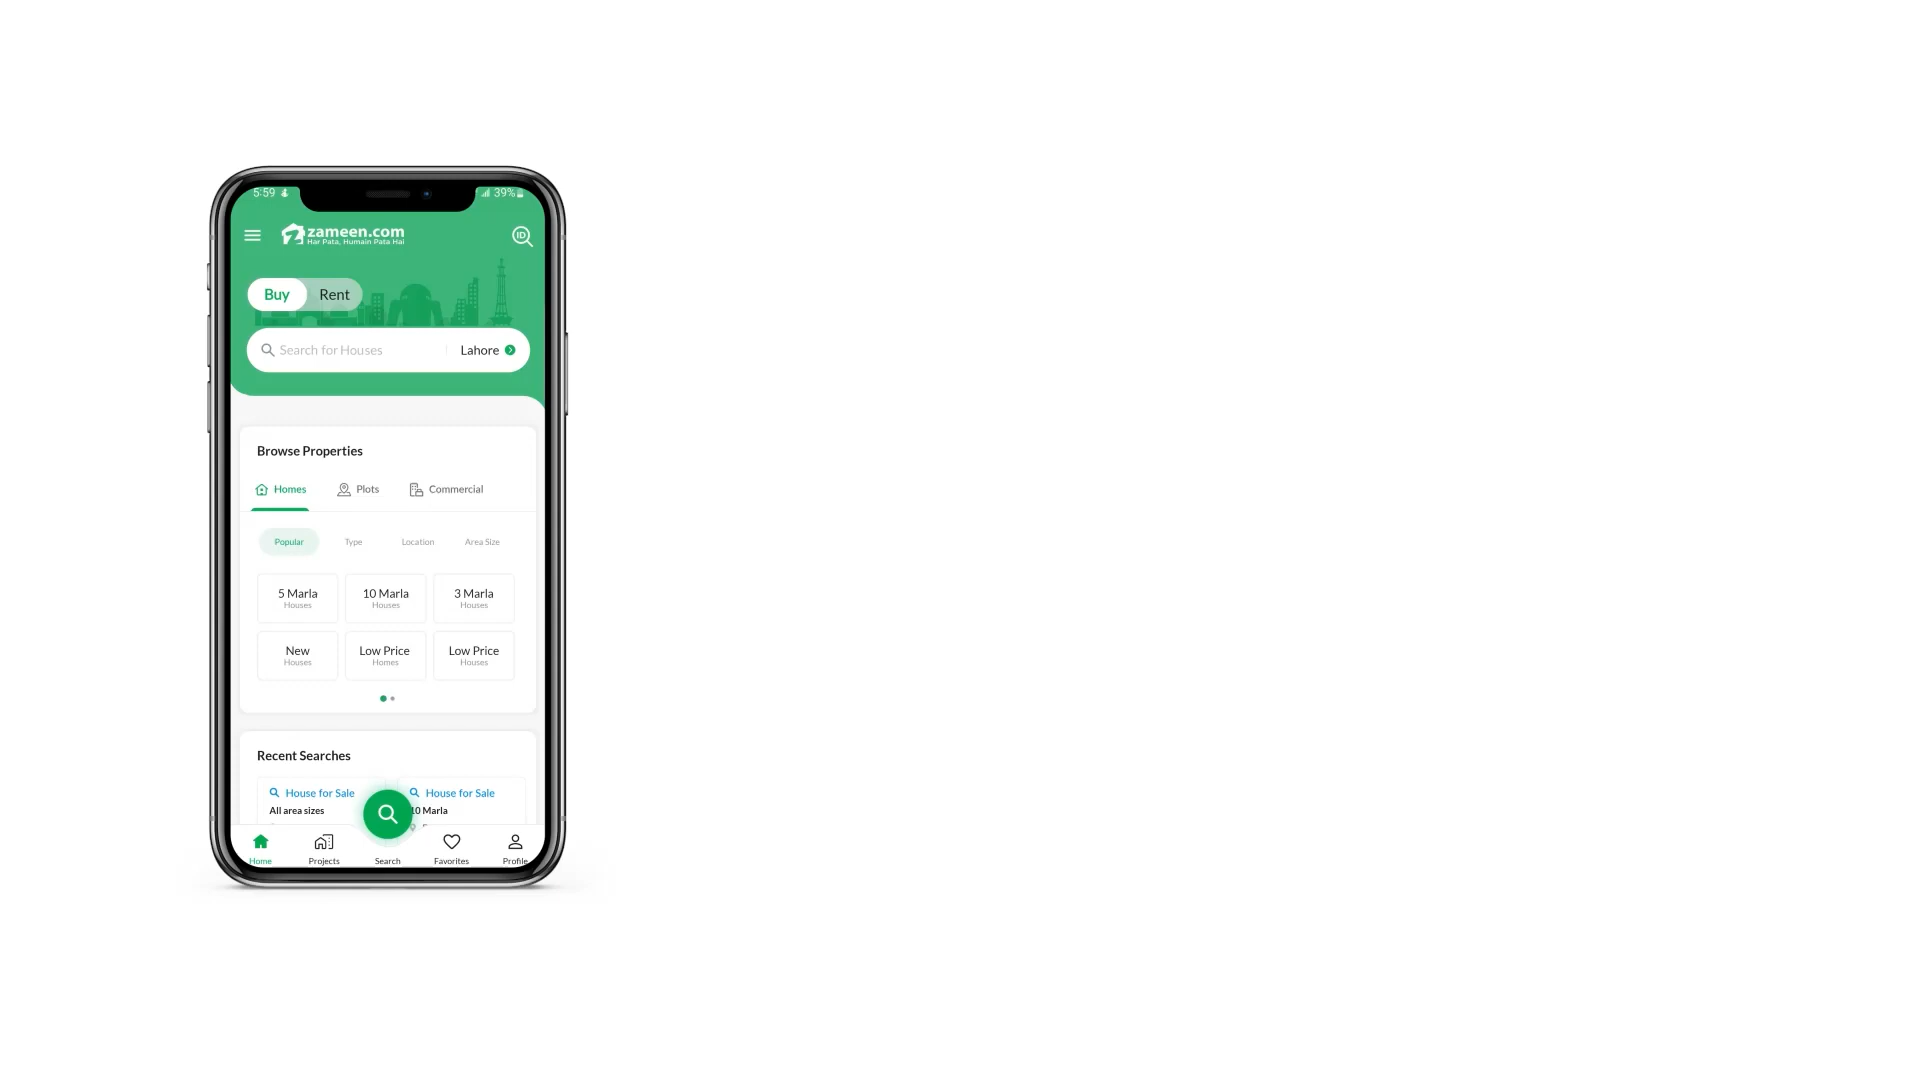 5:59
39%
zameen.com
Har Pata, Humain Pata Hai
ID
Buy Rent
Search for Houses Lahore
Browse Properties
Homes Plots Commercial
Popular Type Location Area Size
5 Marla 10 Marla 3 Marla
Houses Houses Houses
New Low Price Low Price
Houses Homes Houses
Recent Searches
House for Sale House for Sale
All area sizes 10 Marla
Home Projects Search Favorites Profile